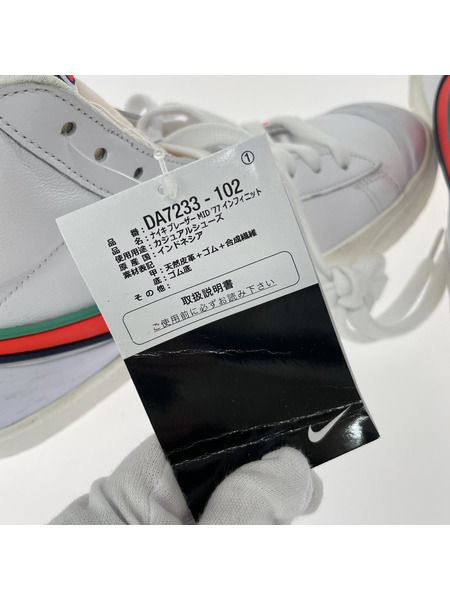 ①
品 番: DA7233 - 102
品 名: ナイキブレーザー MID '77 インフィニット
使用用途: カジュアルシューズ
原 産 国: インドネシア
素材表記: 甲: 天然皮革+ゴム+合成繊維
底: ゴム底
そ の 他:
取扱説明書
ご使用前に必ずお読み下さい